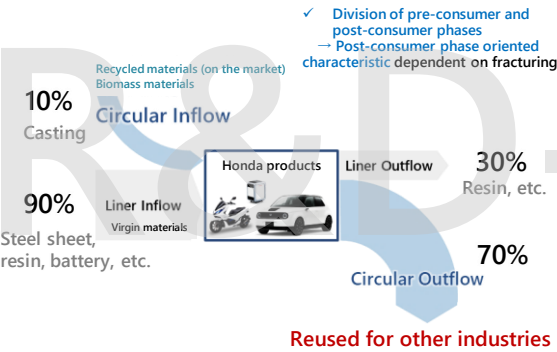 ✓ Division of pre-consumer and
post-consumer phases
→ Post-consumer phase oriented
characteristic dependent on fracturing
Recycled materials (on the market)
Biomass materials
10%
Casting
Circular Inflow
Honda products
Liner Outflow
30%
Resin, etc.
90%
Liner Inflow
Virgin materials
Steel sheet,
resin, battery, etc.
70%
Circular Outflow
Reused for other industries
R&D